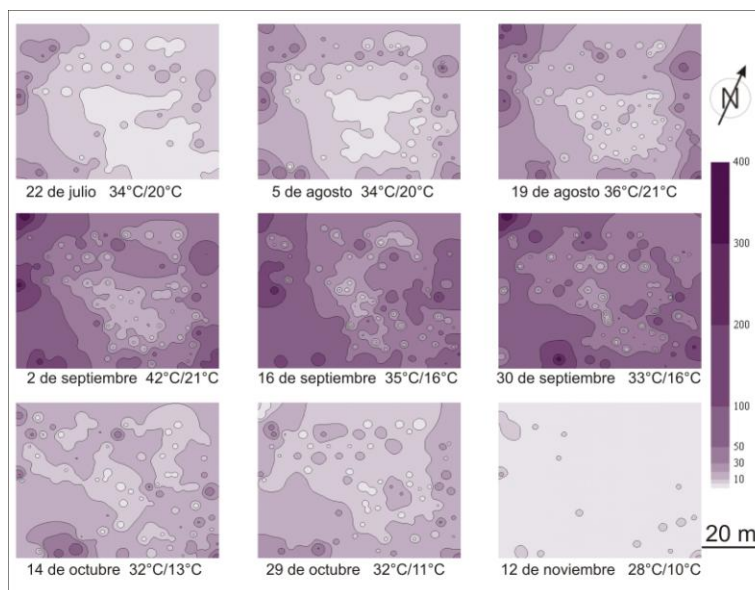 22 de julio 34°C/20°C
5 de agosto 34°C/20°C
19 de agosto 36°C/21°C
N
400
300
200
100
50
30
10
2 de septiembre 42°C/21°C
16 de septiembre 35°C/16°C
30 de septiembre 33°C/16°C
14 de octubre 32°C/13°C
29 de octubre 32°C/11°C
12 de noviembre 28°C/10°C
20 m